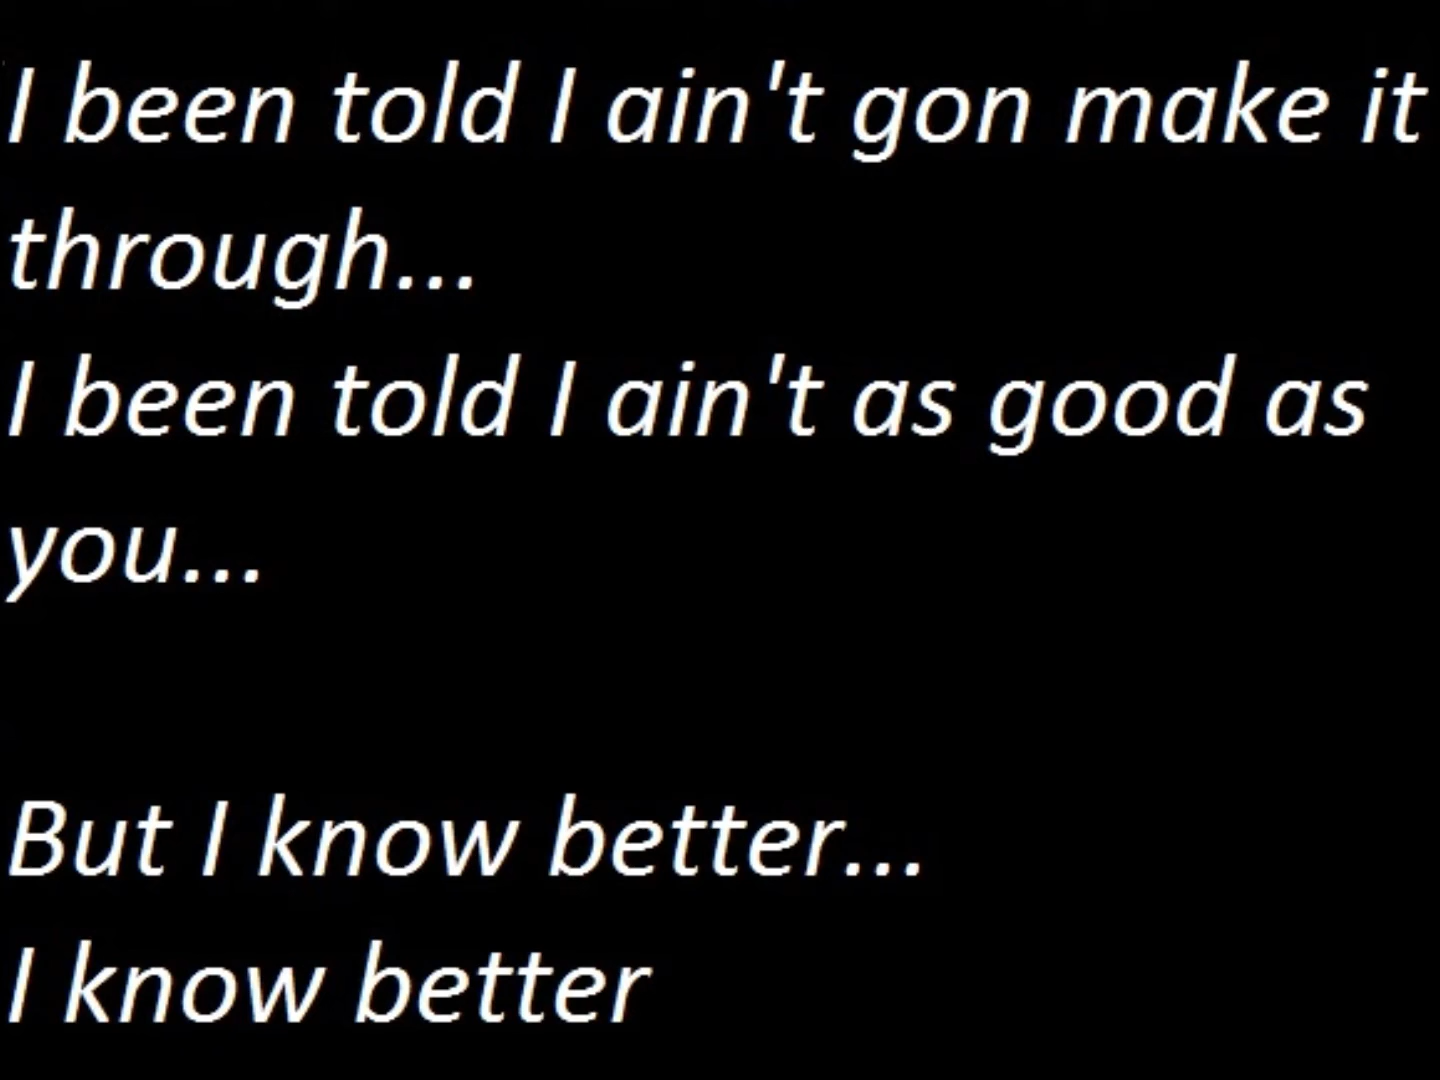 I been told I ain't gon make it
through...
I been told I ain't as good as
you...
But I know better...
I know better